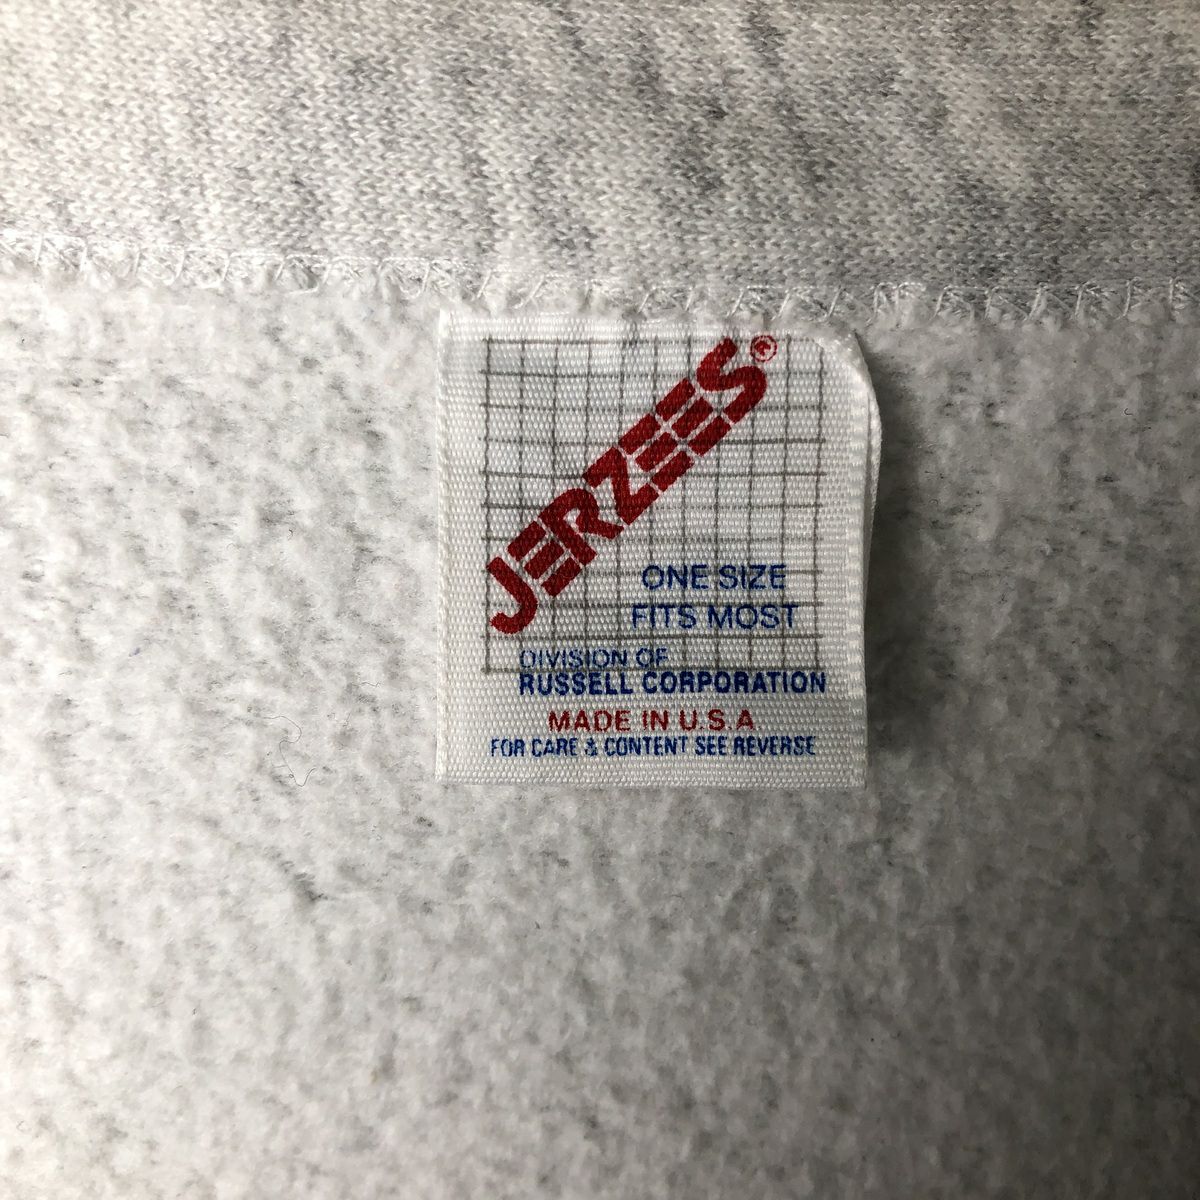 JERZEES®
ONE SIZE
FITS MOST
DIVISION OF
RUSSELL CORPORATION
MADE IN U.S.A
FOR CARE & CONTENT SEE REVERSE